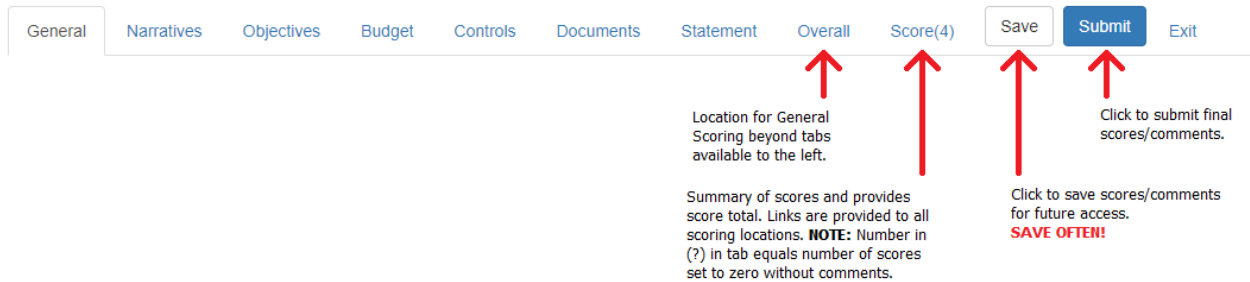 General Narratives Objectives Budget Controls Documents Statement Overall Score(4) Save Submit Exit
Location for General
Scoring beyond tabs
available to the left.
Click to submit final
scores/comments.
Summary of scores and provides
score total. Links are provided to all
scoring locations. NOTE: Number in
(?) in tab equals number of scores
set to zero without comments.
Click to save scores/comments
for future access.
SAVE OFTEN!